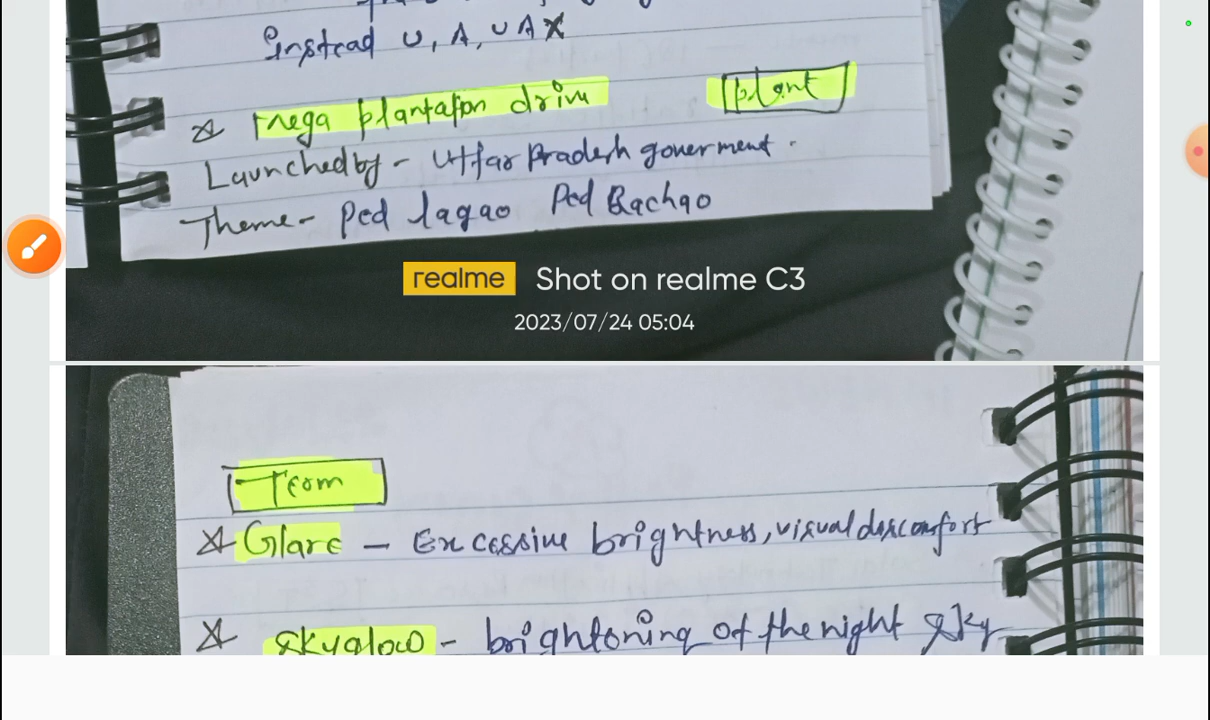 Instead U, A, UAX
Mega plantation drive
plant
Launched by - Uttar Pradesh goverment.
Theme - Ped lagao Ped Bachao
realme Shot on realme C3
2023/07/24 05:04
Term
Glare - Excessive brightness, visual discomfort
Skyglow - brightening of the night sky